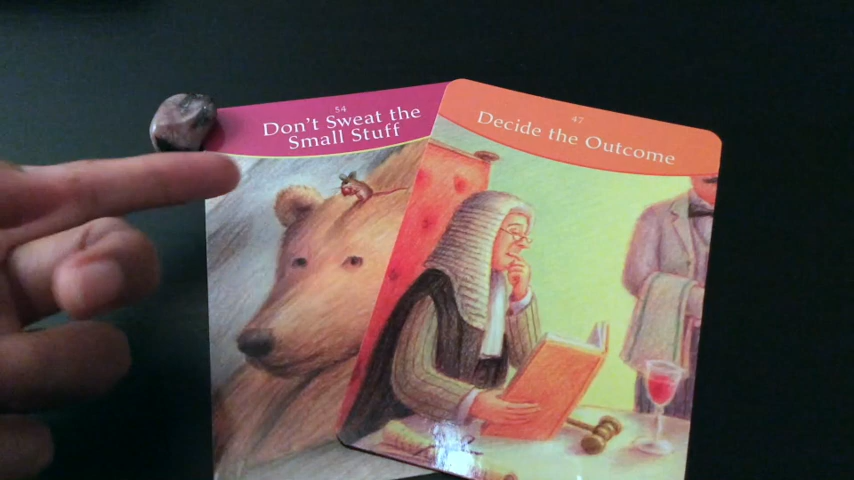 54
Don't Sweat the
Small Stuff
47
Decide the Outcome